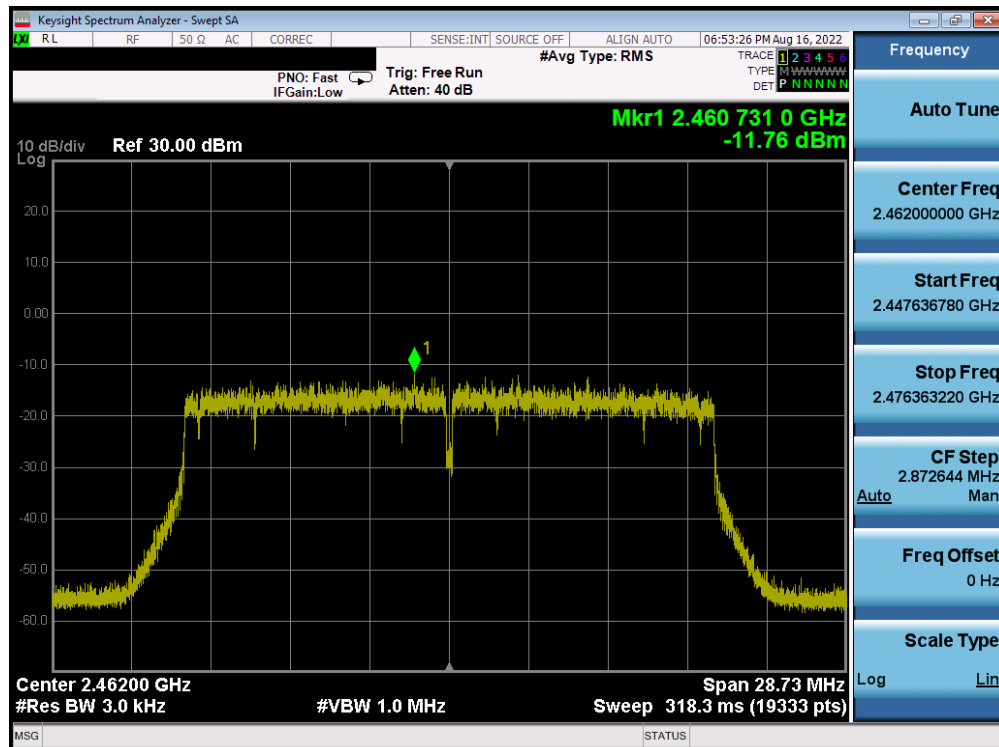 Keysight Spectrum Analyzer - Swept SA
LXI RL RF 50 Ω AC CORREC SENSE:INT SOURCE OFF ALIGN AUTO 06:53:26 PM Aug 16, 2022
#Avg Type: RMS
TRACE 1 2 3 4 5 6
PNO: Fast Trig: Free Run
TYPE M WWWWW
IFGain:Low Atten: 40 dB
DET P N N N N N
Mkr1 2.460 731 0 GHz
-11.76 dBm
10 dB/div Ref 30.00 dBm
Log
20.0
10.0
0.00
1
-10.0
-20.0
-30.0
-40.0
-50.0
-60.0
Center 2.46200 GHz Span 28.73 MHz
#Res BW 3.0 kHz #VBW 1.0 MHz Sweep 318.3 ms (19333 pts)
MSG STATUS
Frequency
Auto Tune
Center Freq
2.462000000 GHz
Start Freq
2.447636780 GHz
Stop Freq
2.476363220 GHz
CF Step
2.872644 MHz
Auto Man
Freq Offset
0 Hz
Scale Type
Log Lin